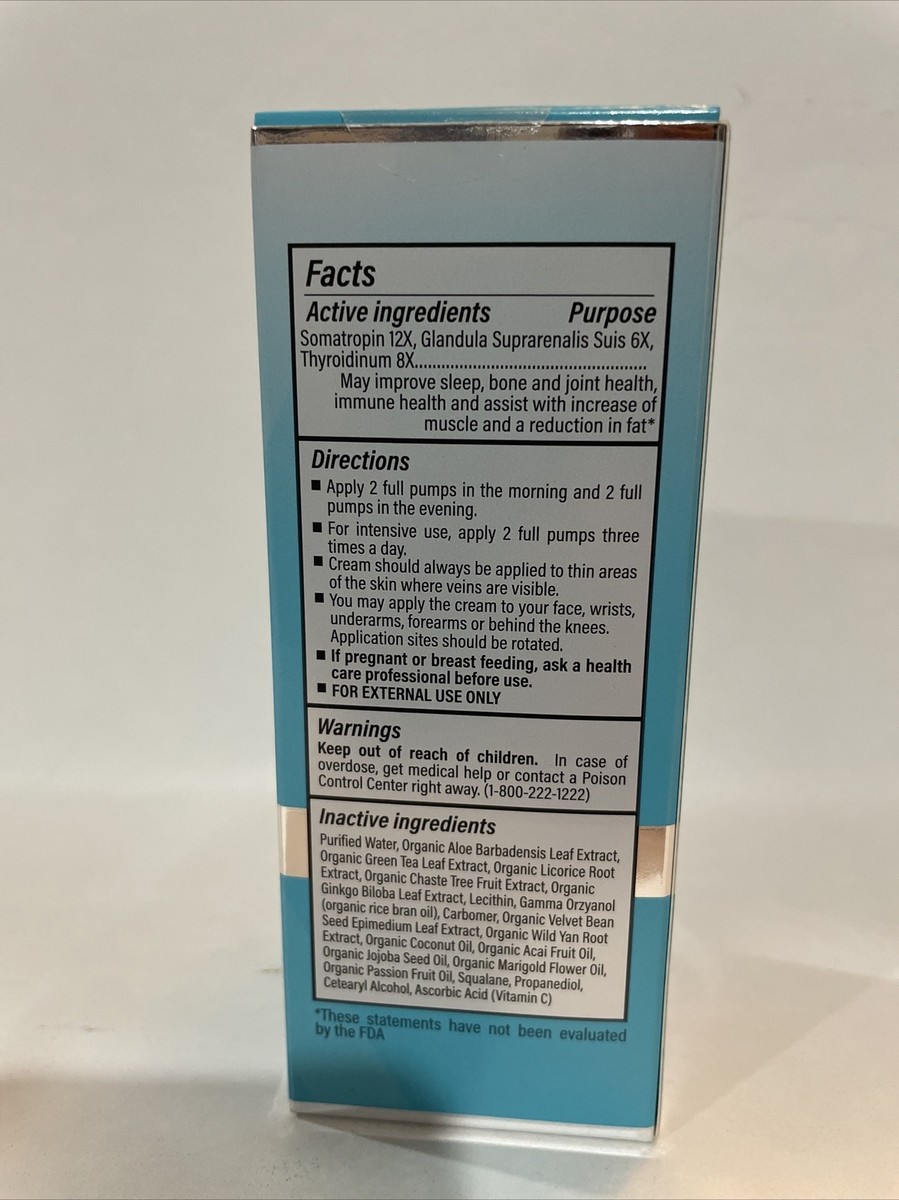 Facts
Active ingredients Purpose
Somatropin 12X, Glandula Suprarenalis Suis 6X,
Thyroidinum 8X....................................................
May improve sleep, bone and joint health,
immune health and assist with increase of
muscle and a reduction in fat*
Directions
■ Apply 2 full pumps in the morning and 2 full
pumps in the evening.
■ For intensive use, apply 2 full pumps three
times a day.
■ Cream should always be applied to thin areas
of the skin where veins are visible.
■ You may apply the cream to your face, wrists,
underarms, forearms or behind the knees.
Application sites should be rotated.
■ If pregnant or breast feeding, ask a health
care professional before use.
■ FOR EXTERNAL USE ONLY
Warnings
Keep out of reach of children. In case of
overdose, get medical help or contact a Poison
Control Center right away. (1-800-222-1222)
Inactive ingredients
Purified Water, Organic Aloe Barbadensis Leaf Extract,
Organic Green Tea Leaf Extract, Organic Licorice Root
Extract, Organic Chaste Tree Fruit Extract, Organic
Ginkgo Biloba Leaf Extract, Lecithin, Gamma Orzyanol
(organic rice bran oil), Carbomer, Organic Velvet Bean
Seed Epimedium Leaf Extract, Organic Wild Yan Root
Extract, Organic Coconut Oil, Organic Acai Fruit Oil,
Organic Jojoba Seed Oil, Organic Marigold Flower Oil,
Organic Passion Fruit Oil, Squalane, Propanediol,
Cetearyl Alcohol, Ascorbic Acid (Vitamin C)
*These statements have not been evaluated
by the FDA